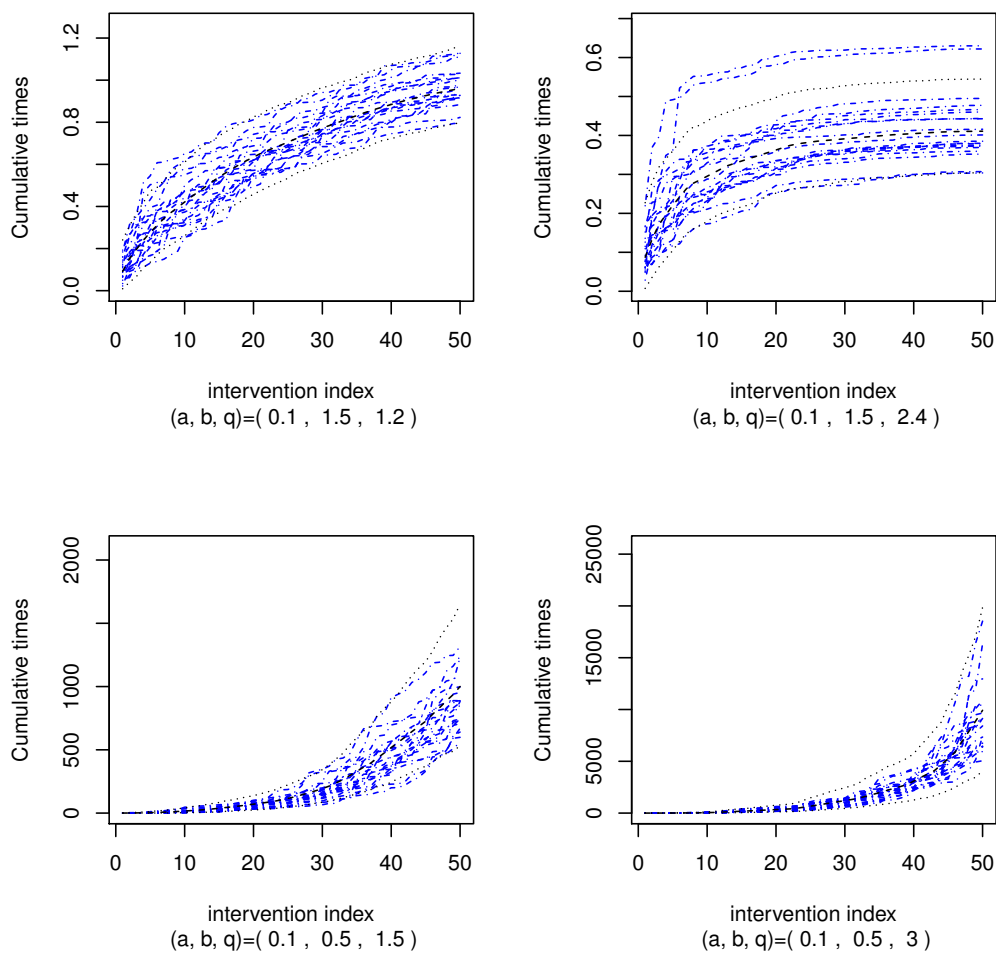 Cumulative times
0.0 0.4 0.8 1.2
0 10 20 30 40 50
intervention index
(a, b, q)=( 0.1 , 1.5 , 1.2 )
Cumulative times
0.0 0.2 0.4 0.6
0 10 20 30 40 50
intervention index
(a, b, q)=( 0.1 , 1.5 , 2.4 )
Cumulative times
0 500 1000 2000
0 10 20 30 40 50
intervention index
(a, b, q)=( 0.1 , 0.5 , 1.5 )
Cumulative times
0 5000 15000 25000
0 10 20 30 40 50
intervention index
(a, b, q)=( 0.1 , 0.5 , 3 )